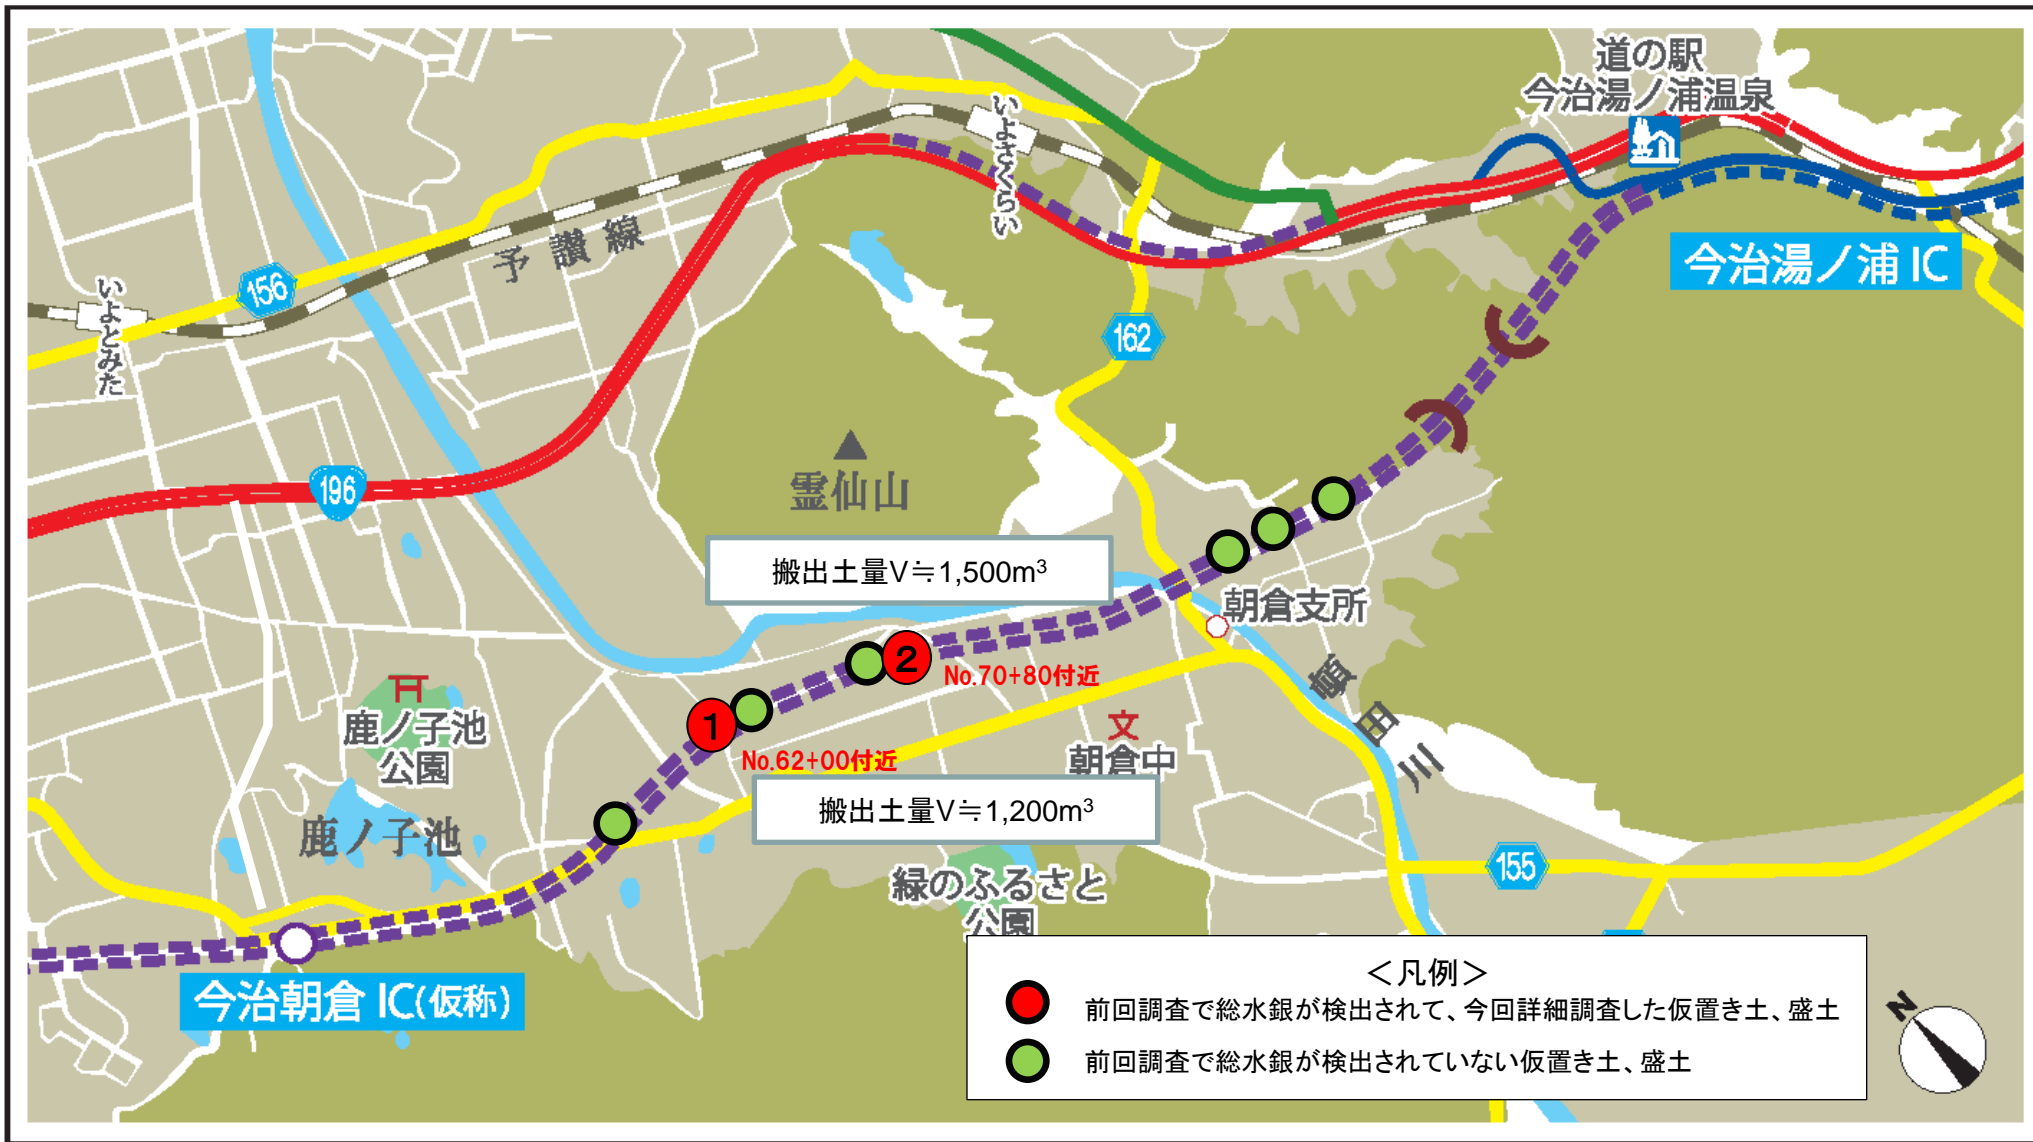 道の駅
今治湯ノ浦温泉
いよさくらい
予讃線
156
いよとみた
今治湯ノ浦 IC
162
196
霊仙山
搬出土量V≒1,500m³
朝倉支所
2
No.70+80付近
頓田川
1
No.62+00付近
鹿ノ子池
公園
文
朝倉中
搬出土量V≒1,200m³
鹿ノ子池
155
緑のふるさと
公園
今治朝倉 IC(仮称)
＜凡例＞
前回調査で総水銀が検出されて、今回詳細調査した仮置き土、盛土
前回調査で総水銀が検出されていない仮置き土、盛土
N